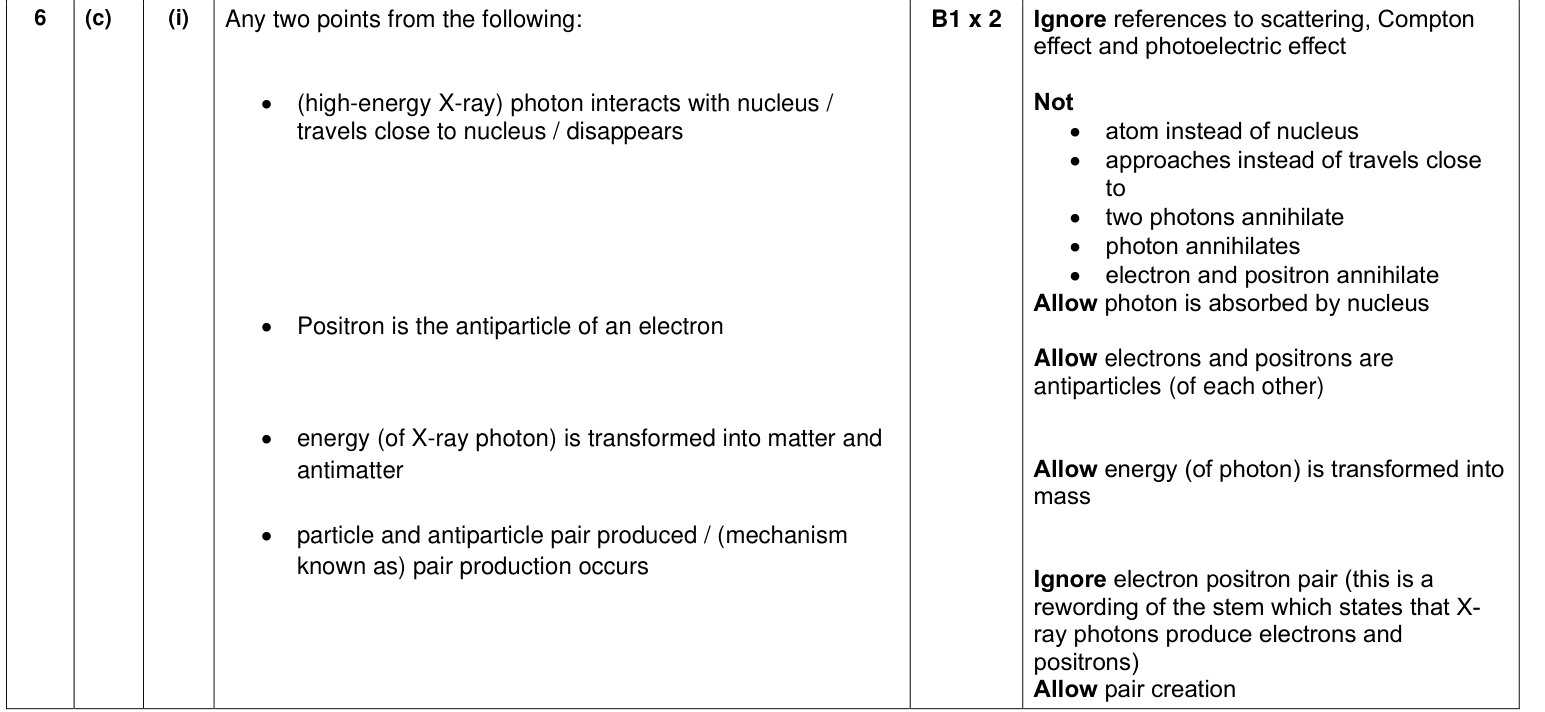 6 (c) (i) Any two points from the following: B1 x 2 Ignore references to scattering, Compton
effect and photoelectric effect
• (high-energy X-ray) photon interacts with nucleus /
travels close to nucleus / disappears
Not
• atom instead of nucleus
• approaches instead of travels close
to
• two photons annihilate
• photon annihilates
• electron and positron annihilate
Allow photon is absorbed by nucleus
• Positron is the antiparticle of an electron
Allow electrons and positrons are
antiparticles (of each other)
• energy (of X-ray photon) is transformed into matter and
antimatter
Allow energy (of photon) is transformed into
mass
• particle and antiparticle pair produced / (mechanism
known as) pair production occurs
Ignore electron positron pair (this is a
rewording of the stem which states that X-
ray photons produce electrons and
positrons)
Allow pair creation